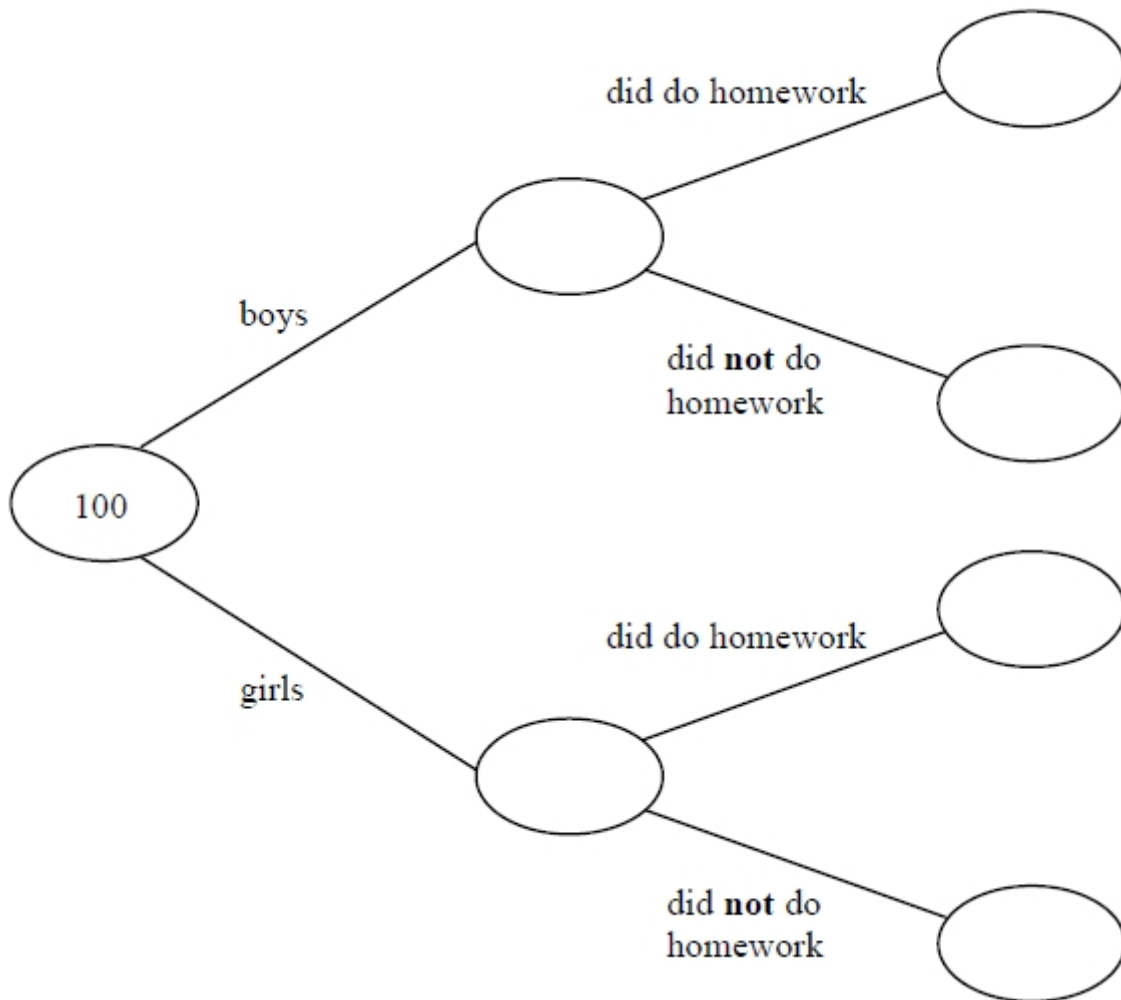 did do homework
boys
did not do
homework
100
did do homework
girls
did not do
homework